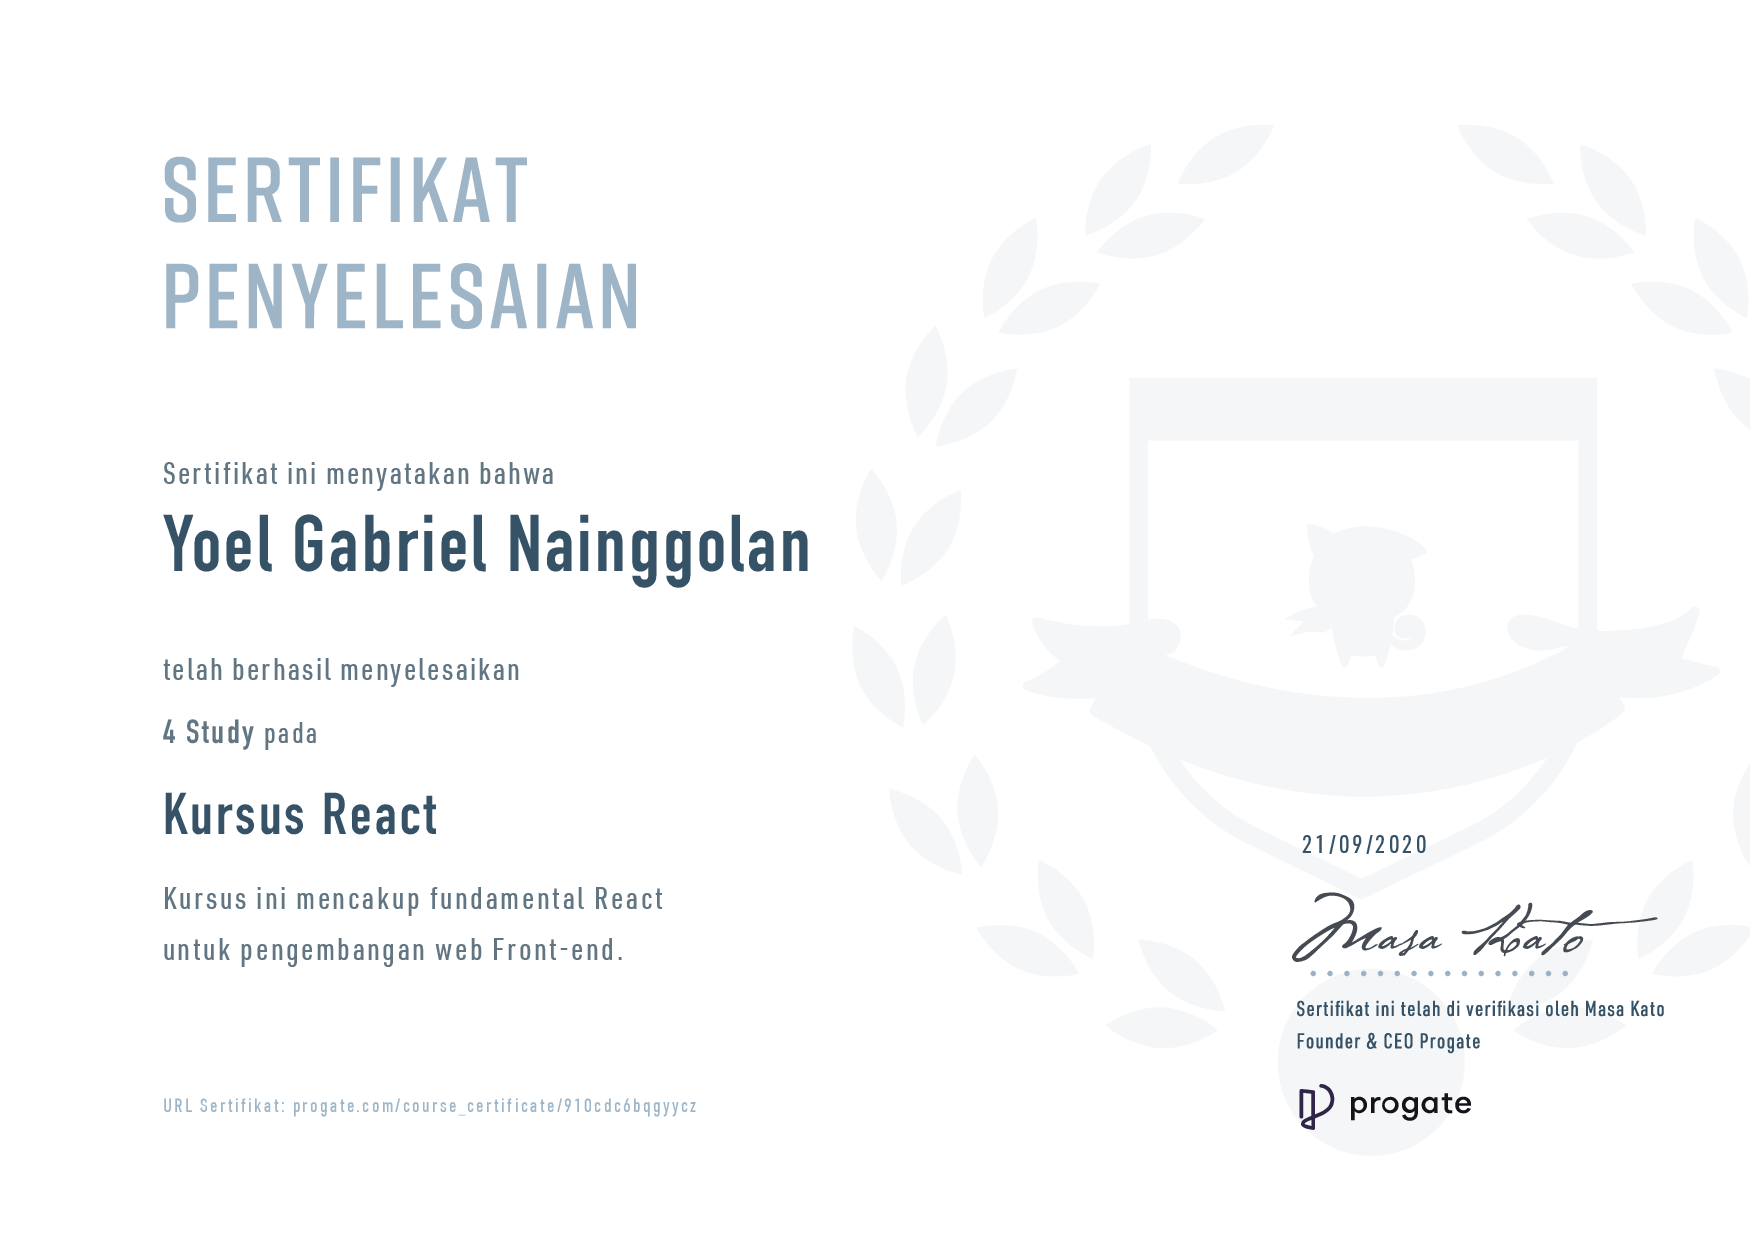 SERTIFIKAT
PENYELESAIAN
Sertifikat ini menyatakan bahwa
Yoel Gabriel Nainggolan
telah berhasil menyelesaikan
4 Study pada
Kursus React
Kursus ini mencakup fundamental React
untuk pengembangan web Front-end.
URL Sertifikat: progate.com/course_certificate/910cdc6bqgyycz
21/09/2020
Masa Kato
Sertifikat ini telah di verifikasi oleh Masa Kato
Founder & CEO Progate
progate